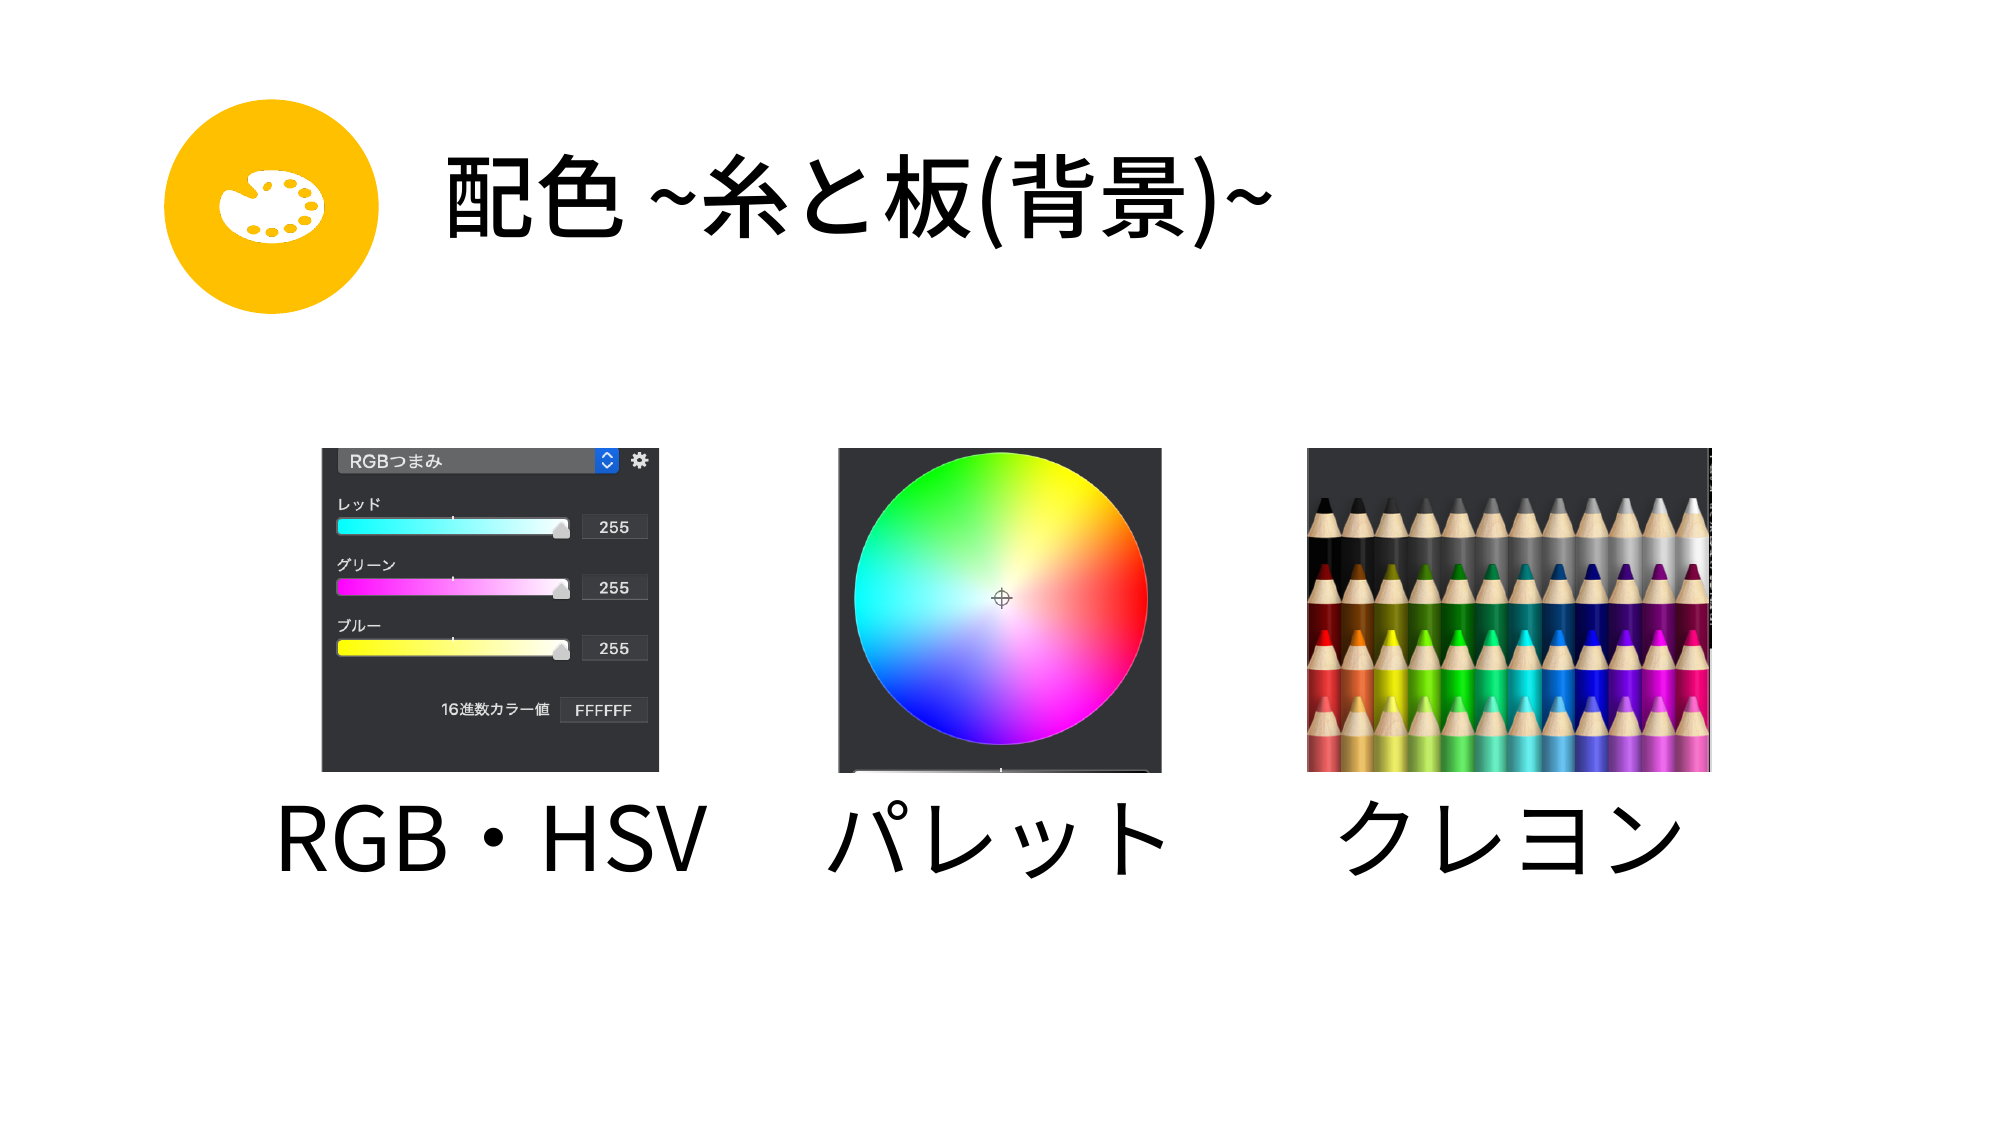 配色 ~糸と板(背景)~
RGBつまみ
レッド
255
グリーン
255
ブルー
255
16進数カラー値 FFFFFF
RGB・HSV
パレット
クレヨン